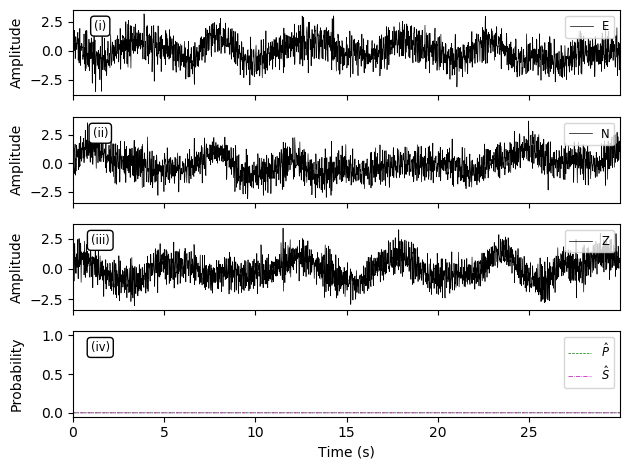 (i)
E
Amplitude
2.5
0.0
−2.5
(ii)
N
Amplitude
2.5
0.0
−2.5
(iii)
Z
Amplitude
2.5
0.0
−2.5
(iv)
P̂
Ŝ
Probability
1.0
0.5
0.0
0 5 10 15 20 25
Time (s)